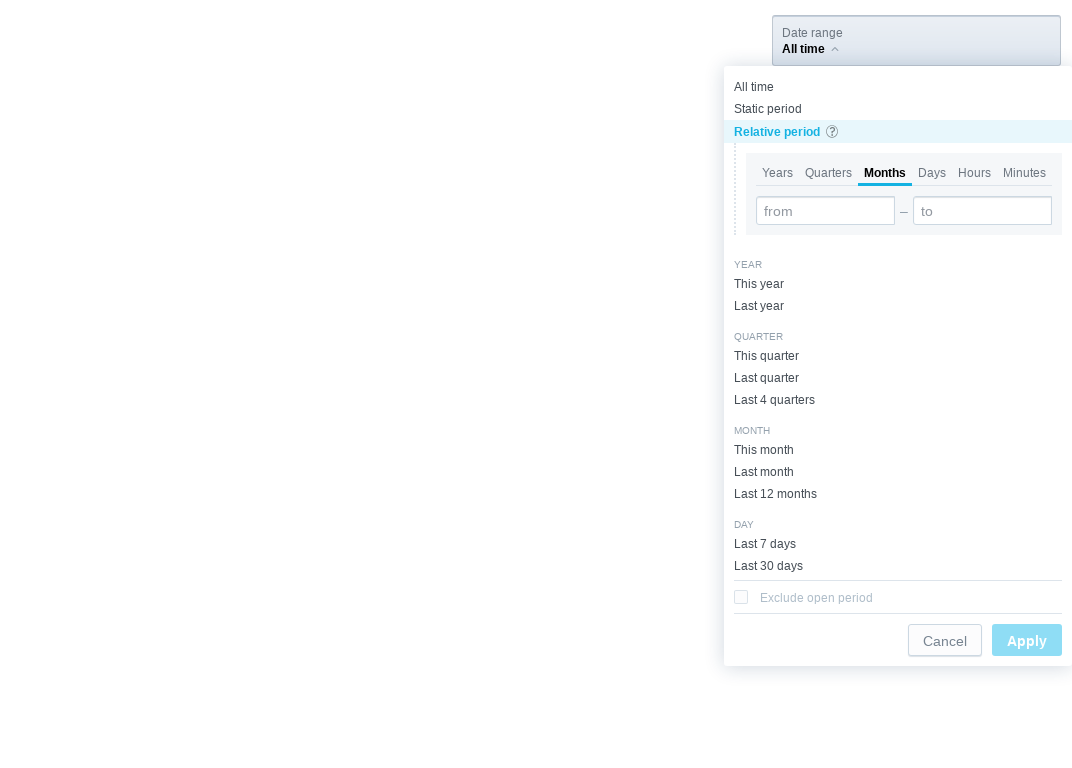 Date range
All time
All time
Static period
Relative period ?
Years Quarters Months Days Hours Minutes
from – to
YEAR
This year
Last year
QUARTER
This quarter
Last quarter
Last 4 quarters
MONTH
This month
Last month
Last 12 months
DAY
Last 7 days
Last 30 days
Exclude open period
Cancel Apply